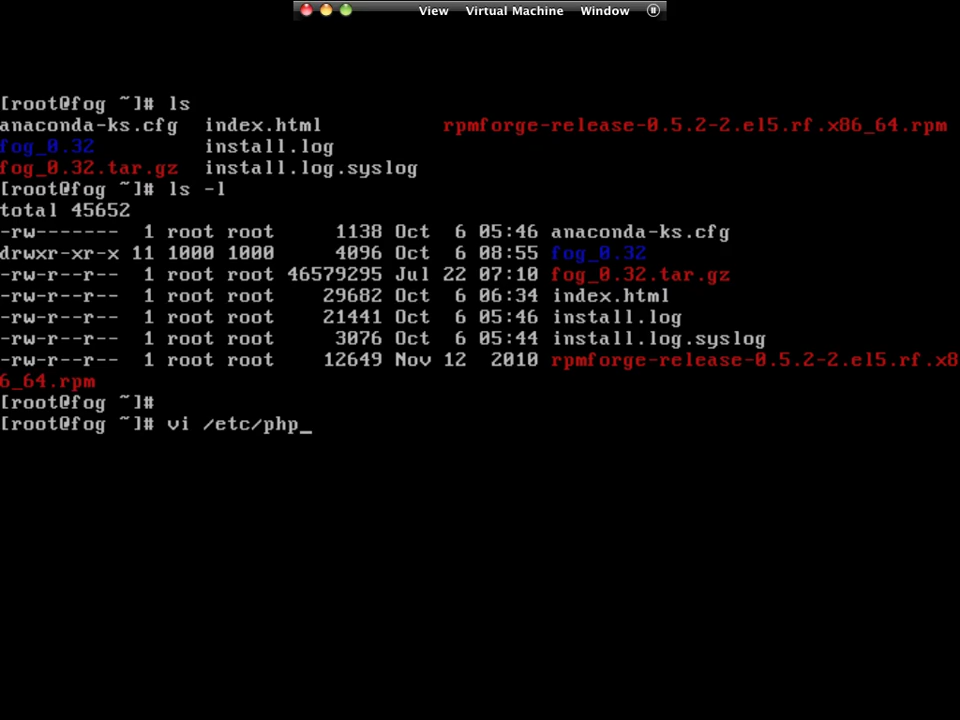 View Virtual Machine Window
[root@fog ~]# ls
anaconda-ks.cfg index.html rpmforge-release-0.5.2-2.el5.rf.x86_64.rpm
fog_0.32 install.log
fog_0.32.tar.gz install.log.syslog
[root@fog ~]# ls -l
total 45652
-rw------- 1 root root 1138 Oct 6 05:46 anaconda-ks.cfg
drwxr-xr-x 11 1000 1000 4096 Oct 6 08:55 fog_0.32
-rw-r--r-- 1 root root 46579295 Jul 22 07:10 fog_0.32.tar.gz
-rw-r--r-- 1 root root 29682 Oct 6 06:34 index.html
-rw-r--r-- 1 root root 21441 Oct 6 05:46 install.log
-rw-r--r-- 1 root root 3076 Oct 6 05:44 install.log.syslog
-rw-r--r-- 1 root root 12649 Nov 12 2010 rpmforge-release-0.5.2-2.el5.rf.x8
6_64.rpm
[root@fog ~]#
[root@fog ~]# vi /etc/php_